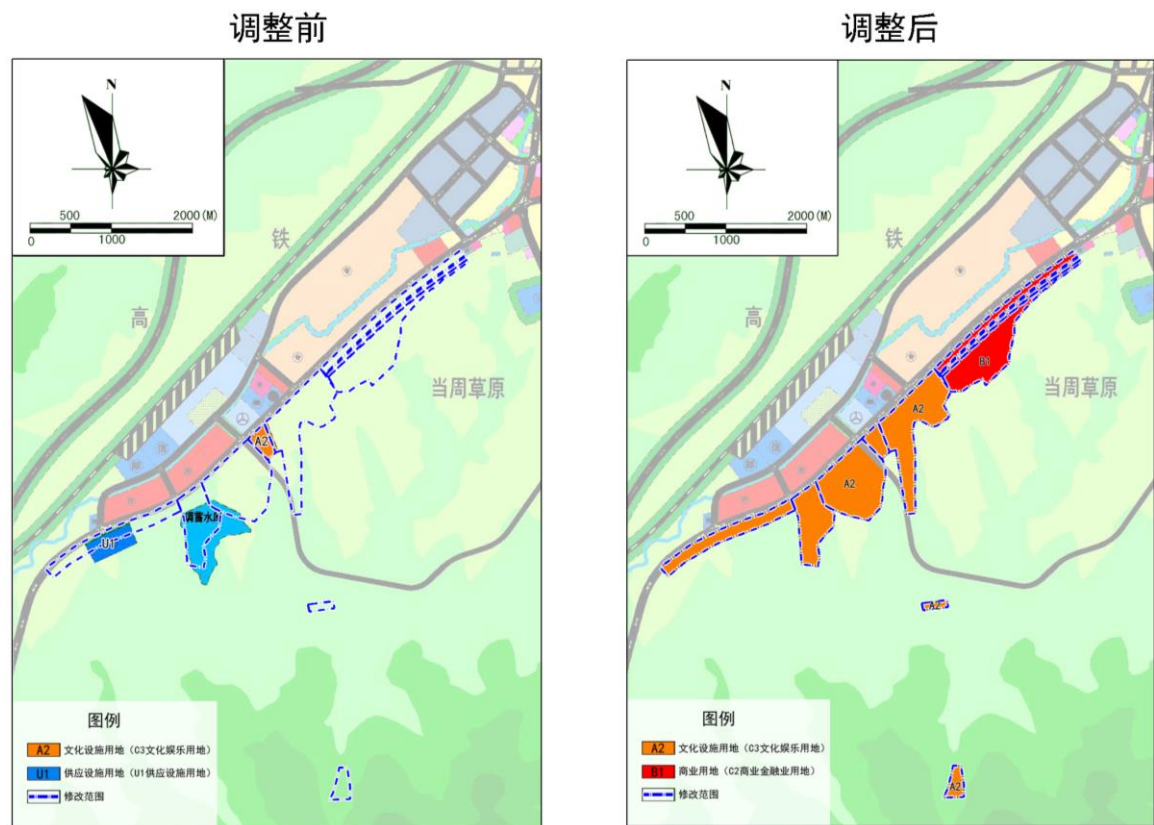 调整前
N
500
2000(M)
0
1000
铁
高
当周草原
A2
调蓄水库
U1
图例
A2 文化设施用地（C3文化娱乐用地）
U1 供应设施用地（U1供应设施用地）
修改范围
调整后
N
500
2000(M)
0
1000
铁
高
B1
当周草原
A2
A2
A2
A2
图例
A2 文化设施用地（C3文化娱乐用地）
B1 商业用地（C2商业金融业用地）
修改范围